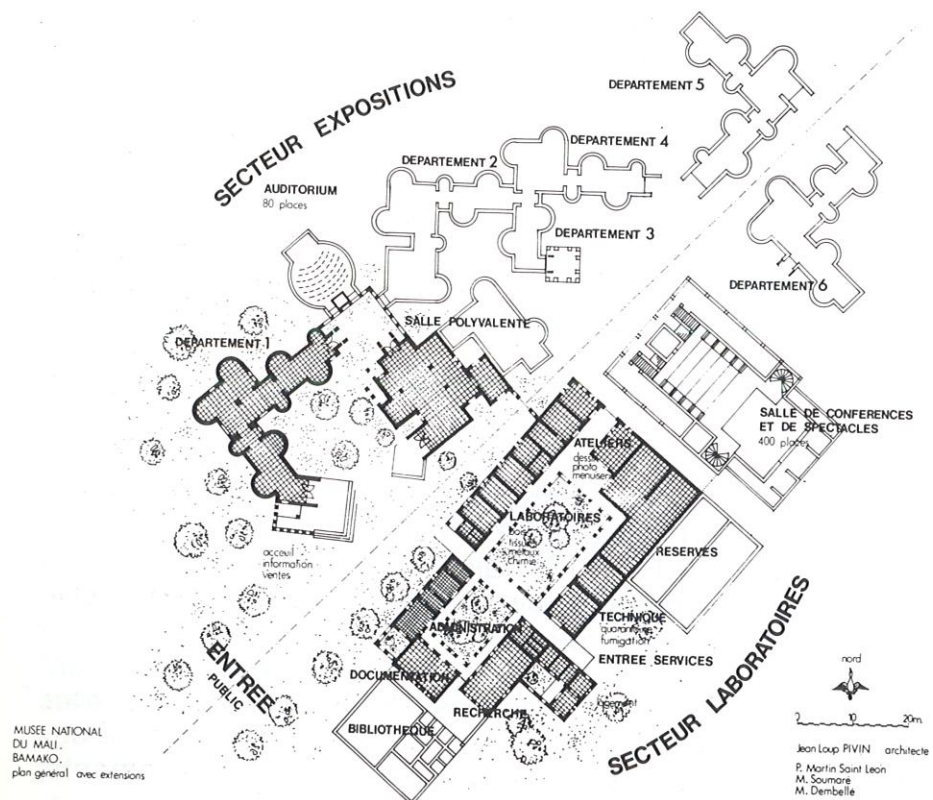 SECTEUR EXPOSITIONS
DEPARTEMENT 5
DEPARTEMENT 4
DEPARTEMENT 2
AUDITORIUM
80 places
DEPARTEMENT 3
DEPARTEMENT 6
SALLE POLYVALENTE
DEPARTEMENT 1
SALLE DE CONFERENCES
ET DE SPECTACLES
400 places
ATELIERS
dessin
photo
menuiserie
LABORATOIRES
bois
tissus
métaux
chimie
RESERVES
acceuil
information
ventes
TECHNIQUE
quarantaine
fumigation
ADMINISTRATION
ENTREE SERVICES
DOCUMENTATION
logement
RECHERCHE
BIBLIOTHEQUE
ENTREE
PUBLIC
SECTEUR LABORATOIRES
nord
10 20m.
MUSEE NATIONAL
DU MALI.
BAMAKO.
plan général avec extensions
Jean Loup PIVIN architecte
P. Martin Saint Leon
M. Soumaré
M. Dembelle